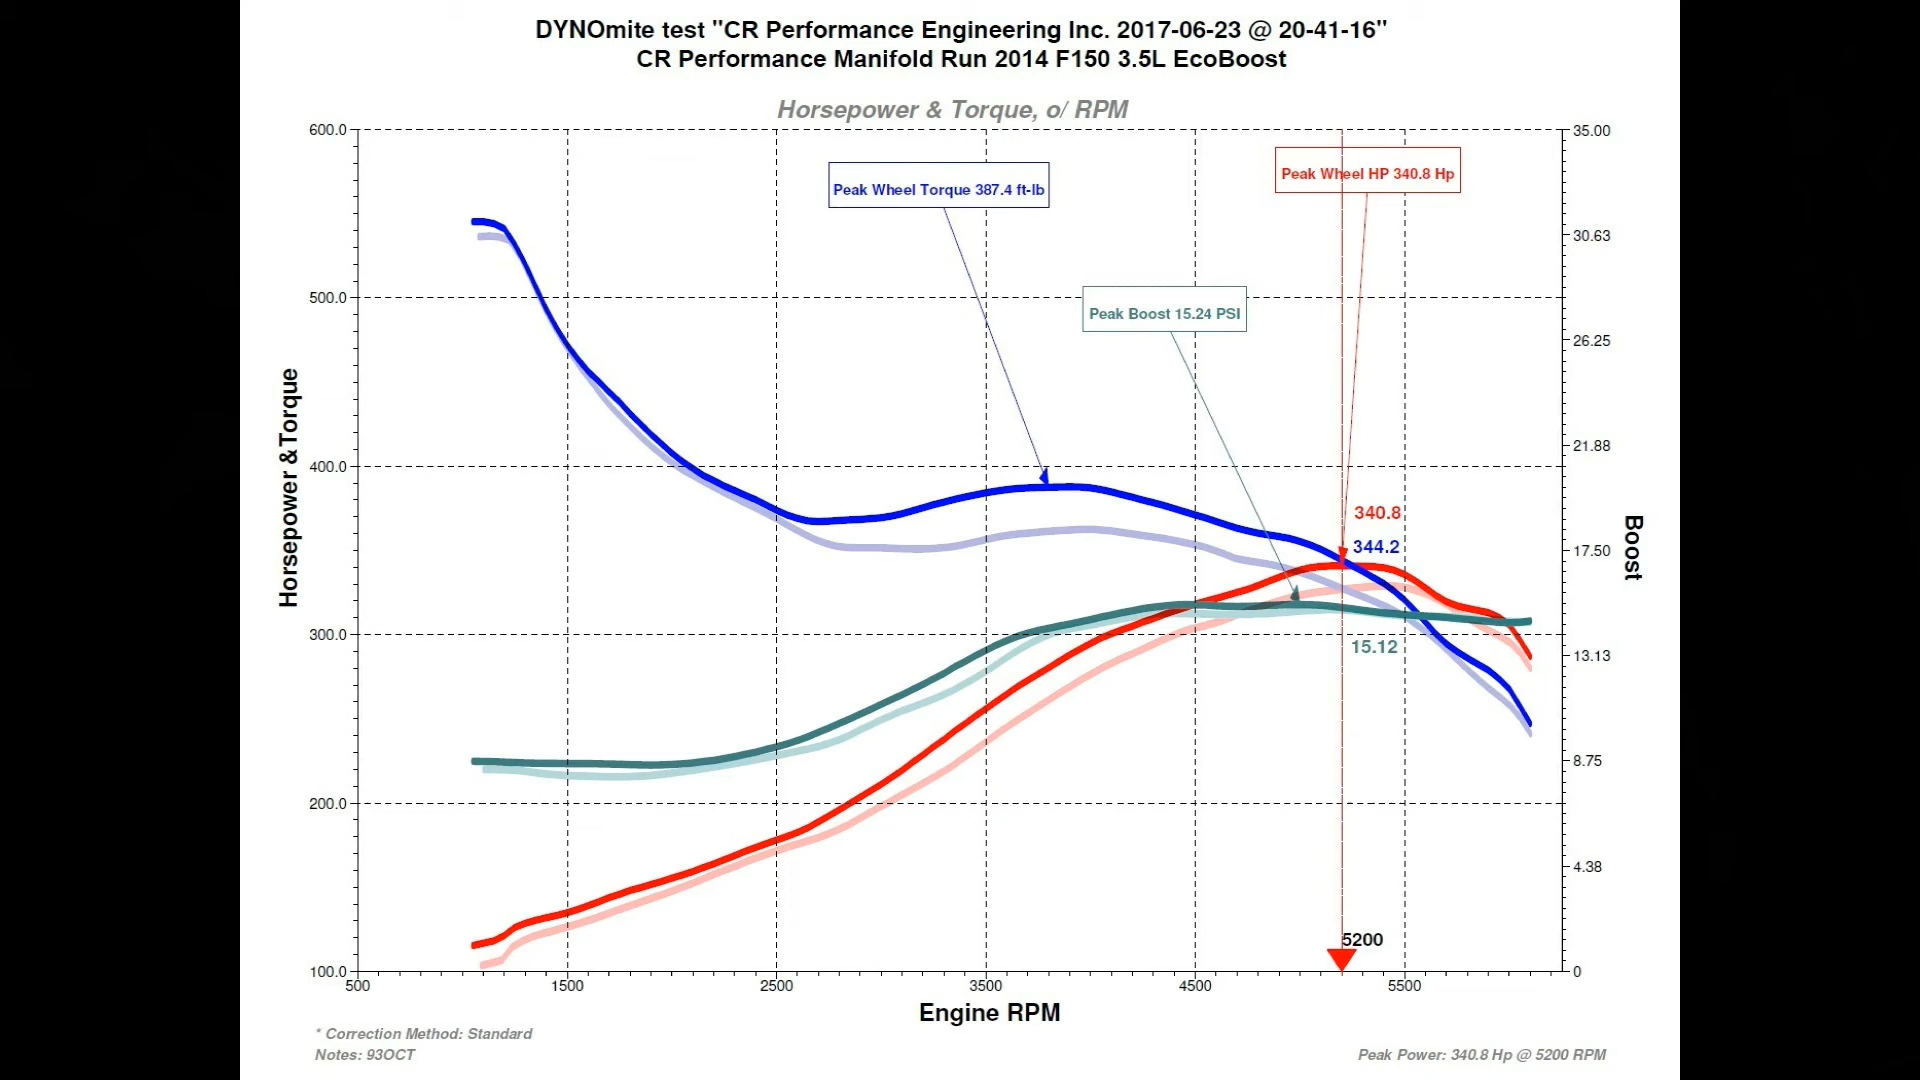 DYNOmite test "CR Performance Engineering Inc. 2017-06-23 @ 20-41-16"
CR Performance Manifold Run 2014 F150 3.5L EcoBoost
Horsepower & Torque, o/ RPM
600.0
35.00
Peak Wheel Torque 387.4 ft-lb
Peak Wheel HP 340.8 Hp
30.63
500.0
Peak Boost 15.24 PSI
26.25
21.88
400.0
Horsepower & Torque
340.8
344.2
17.50
Boost
300.0
15.12
13.13
8.75
200.0
4.38
5200
100.0
0
500
1500
2500
3500
4500
5500
Engine RPM
* Correction Method: Standard
Notes: 93OCT
Peak Power: 340.8 Hp @ 5200 RPM